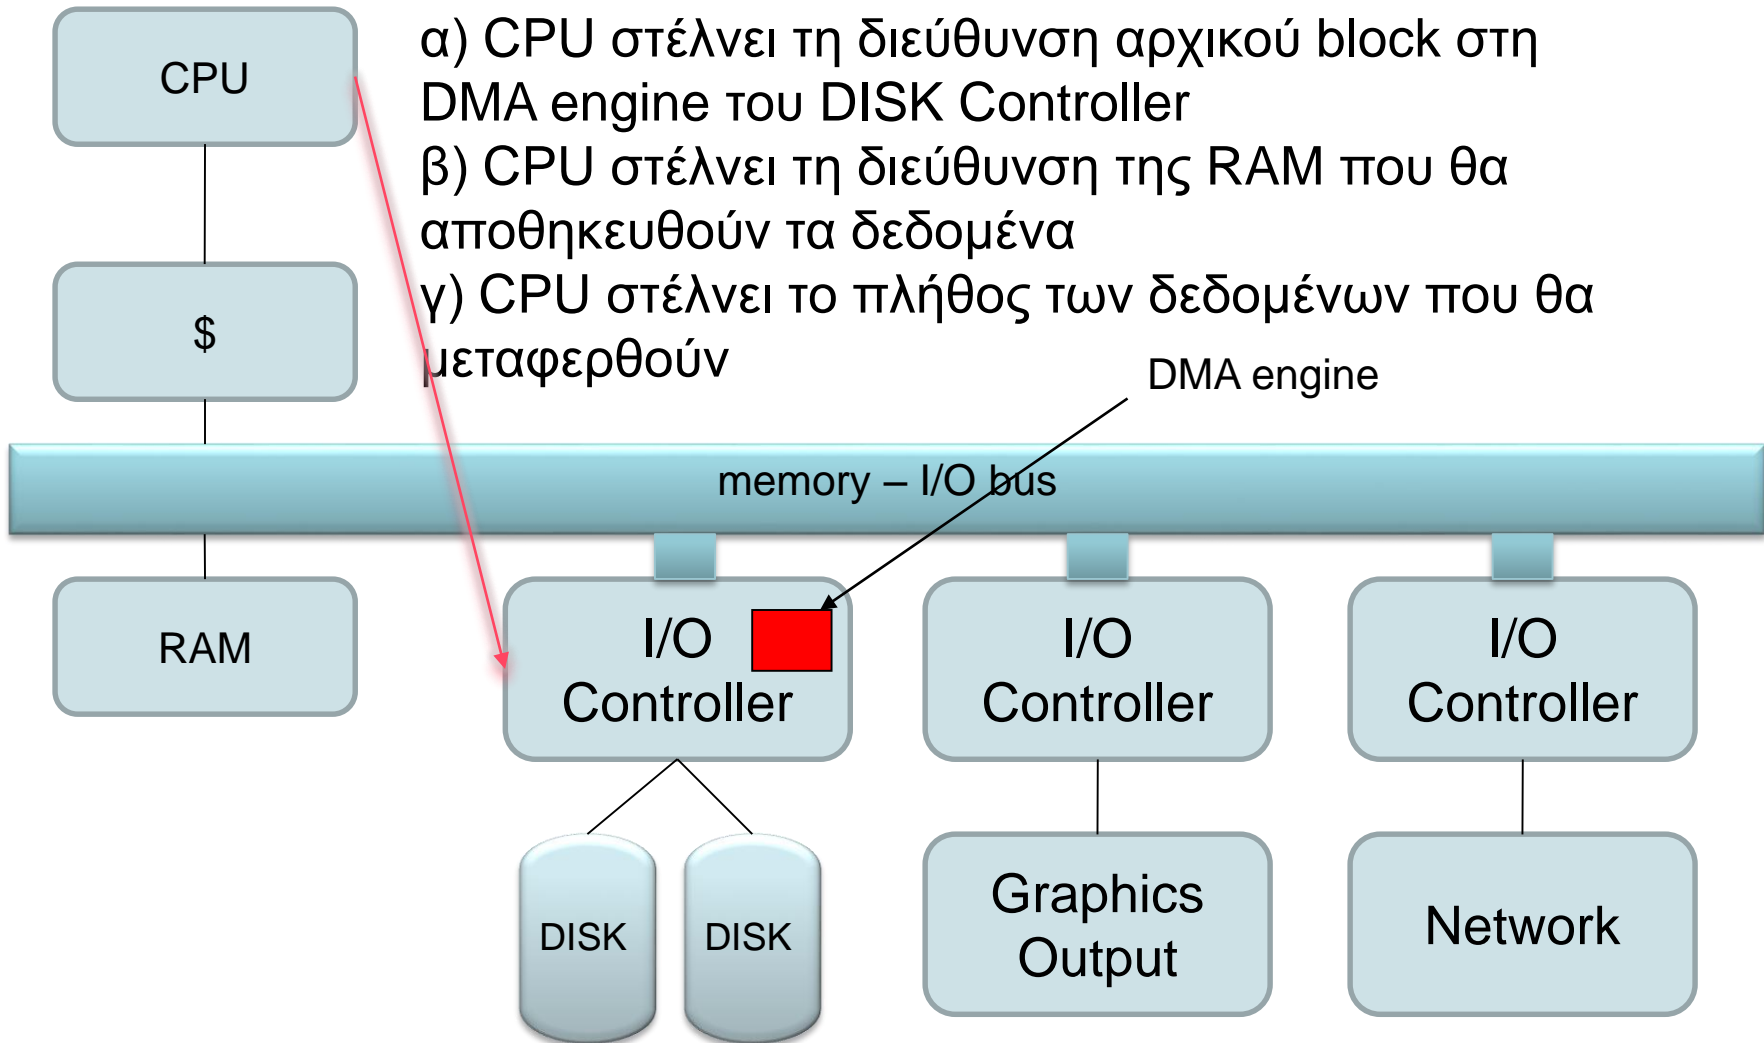 CPU
α) CPU στέλνει τη διεύθυνση αρχικού block στη
DMA engine του DISK Controller
β) CPU στέλνει τη διεύθυνση της RAM που θα
αποθηκευθούν τα δεδομένα
γ) CPU στέλνει το πλήθος των δεδομένων που θα
μεταφερθούν
$
DMA engine
memory – I/O bus
RAM
I/O
Controller
I/O
Controller
I/O
Controller
DISK
DISK
Graphics
Output
Network